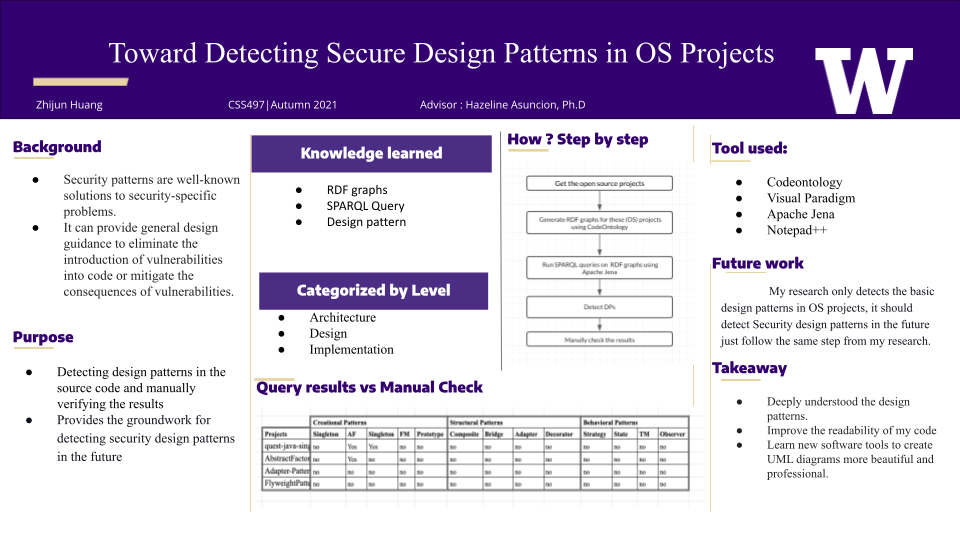 Toward Detecting Secure Design Patterns in OS Projects
Zhijun Huang
CSS497|Autumn 2021
Advisor : Hazeline Asuncion, Ph.D
W
Background
● Security patterns are well-known
solutions to security-specific
problems.
● It can provide general design
guidance to eliminate the
introduction of vulnerabilities
into code or mitigate the
consequences of vulnerabilities.
Purpose
● Detecting design patterns in the
source code and manually
verifying the results
● Provides the groundwork for
detecting security design patterns
in the future
Knowledge learned
● RDF graphs
● SPARQL Query
● Design pattern
Categorized by Level
● Architecture
● Design
● Implementation
How ? Step by step
Get the open source projects
Generate RDF graphs for these (OS) projects
using CodeOntology
Run SPARQL queries on RDF graphs using
Apache Jena
Detect DPs
Manully check the results
Query results vs Manual Check
Creational Patterns Structural Patterns Behavioral Patterns
Projects Singleton AF Singleton FM Prototype Composite Bridge Adapter Decorator Strategy State TM Observer
quest-java-sing no Yes Yes no no no no no no no no no no
AbstractFactor no Yes no no no no no no no no no no no
Adapter-Patter no no no no no no no no no no no no no
FlyweightPatte no no no no no no no no no no no no no
Tool used:
● Codeontology
● Visual Paradigm
● Apache Jena
● Notepad++
Future work
My research only detects the basic
design patterns in OS projects, it should
detect Security design patterns in the future
just follow the same step from my research.
Takeaway
● Deeply understood the design
patterns.
● Improve the readability of my code
● Learn new software tools to create
UML diagrams more beautiful and
professional.